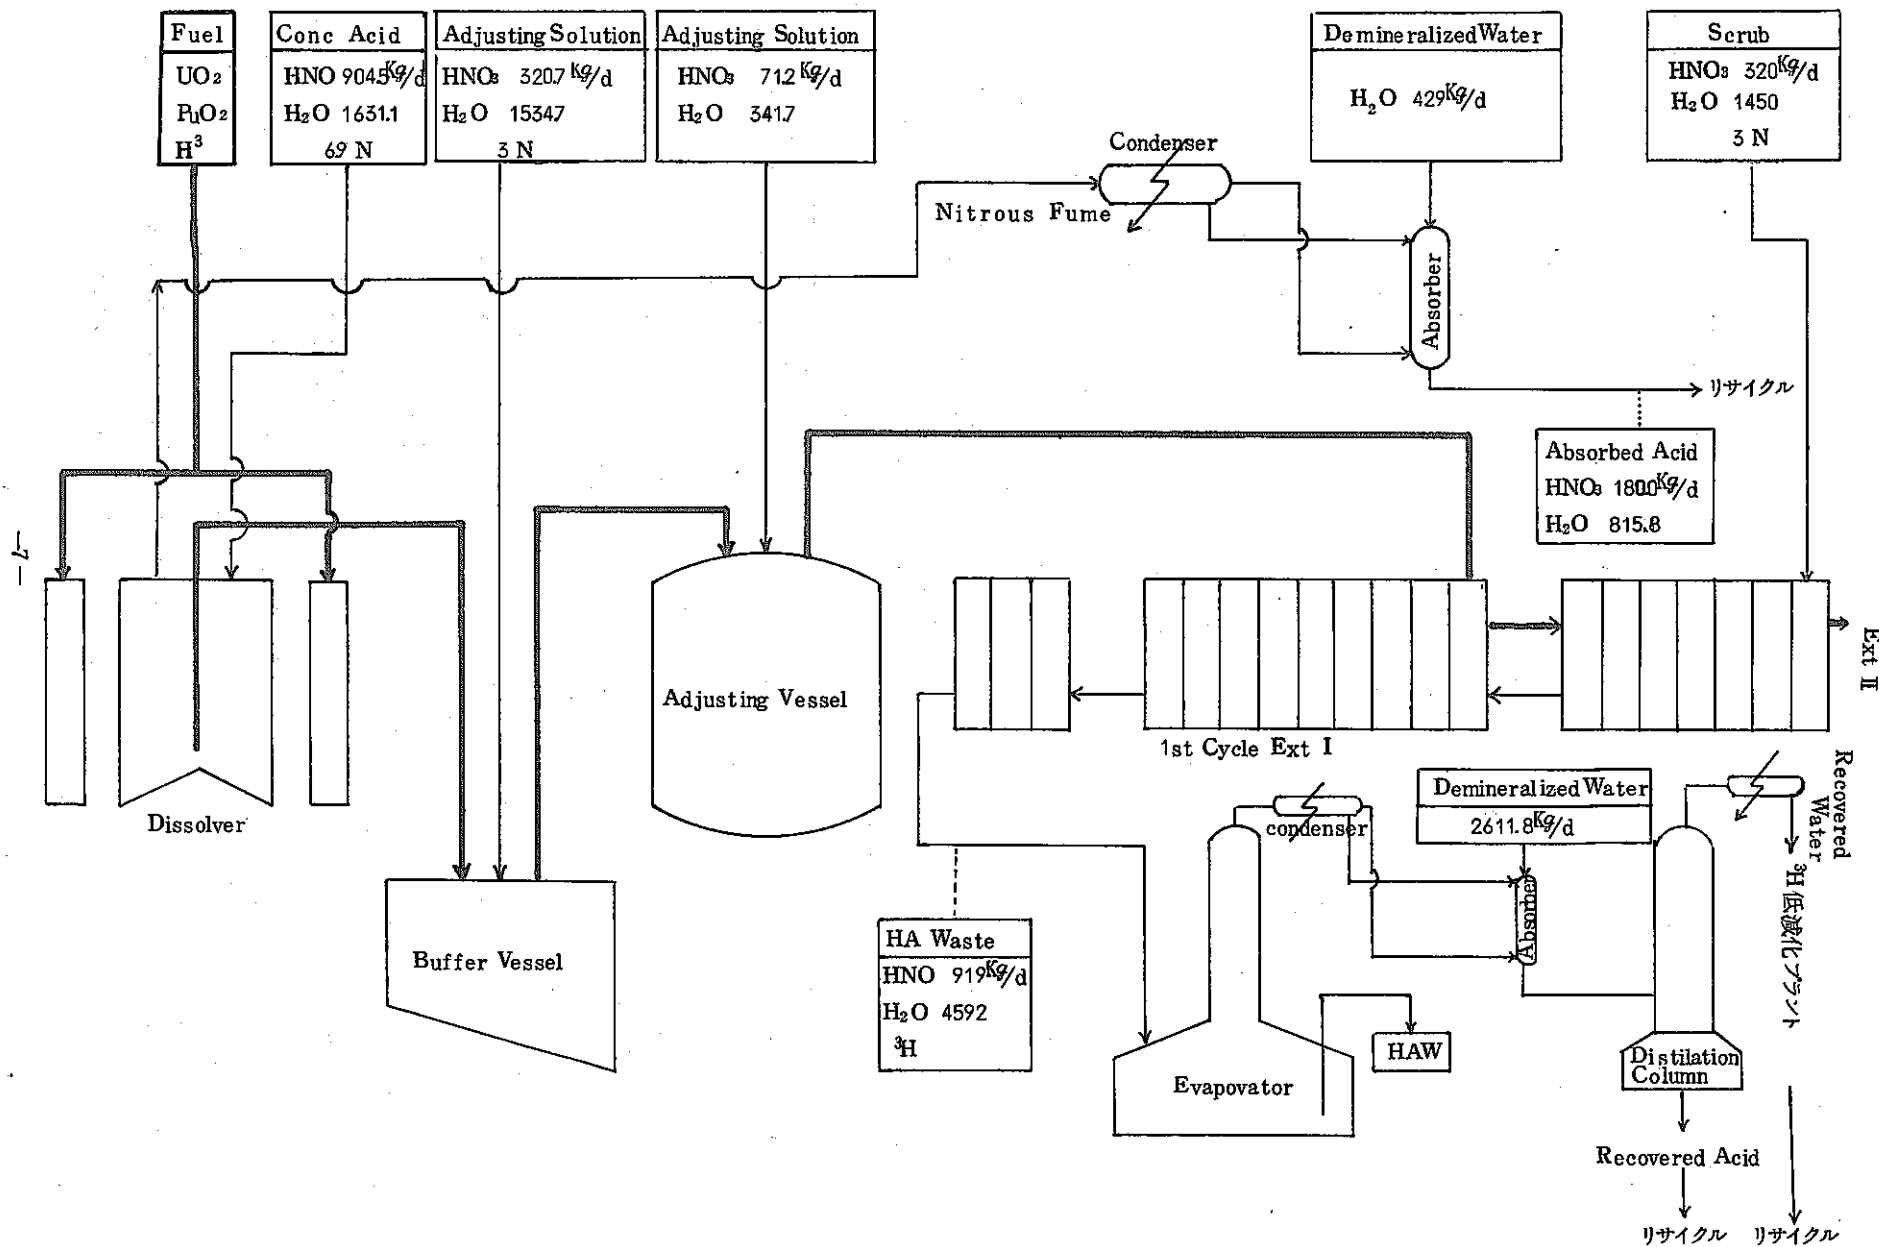 Fuel
UO₂
PuO₂
H³
Conc Acid
HNO 904.5Kg/d
H₂O 1631.1
6.9 N
Adjusting Solution
HNO₃ 320.7 Kg/d
H₂O 1534.7
3 N
Adjusting Solution
HNO₃ 71.2 Kg/d
H₂O 341.7
Demineralized Water
H₂O 429Kg/d
Scrub
HNO₃ 320Kg/d
H₂O 1450
3 N
Condenser
Nitrous Fume
Absorber
リサイクル
Absorbed Acid
HNO₃ 180.0Kg/d
H₂O 815.8
Ext II
Adjusting Vessel
1st Cycle Ext I
Dissolver
Buffer Vessel
HA Waste
HNO 919Kg/d
H₂O 4592
³H
condenser
Demineralized Water
2611.8Kg/d
Absorber
Recovered
Water
³H低減化プラント
Evapovator
HAW
Distilation
Column
Recovered Acid
リサイクル
リサイクル
—7—